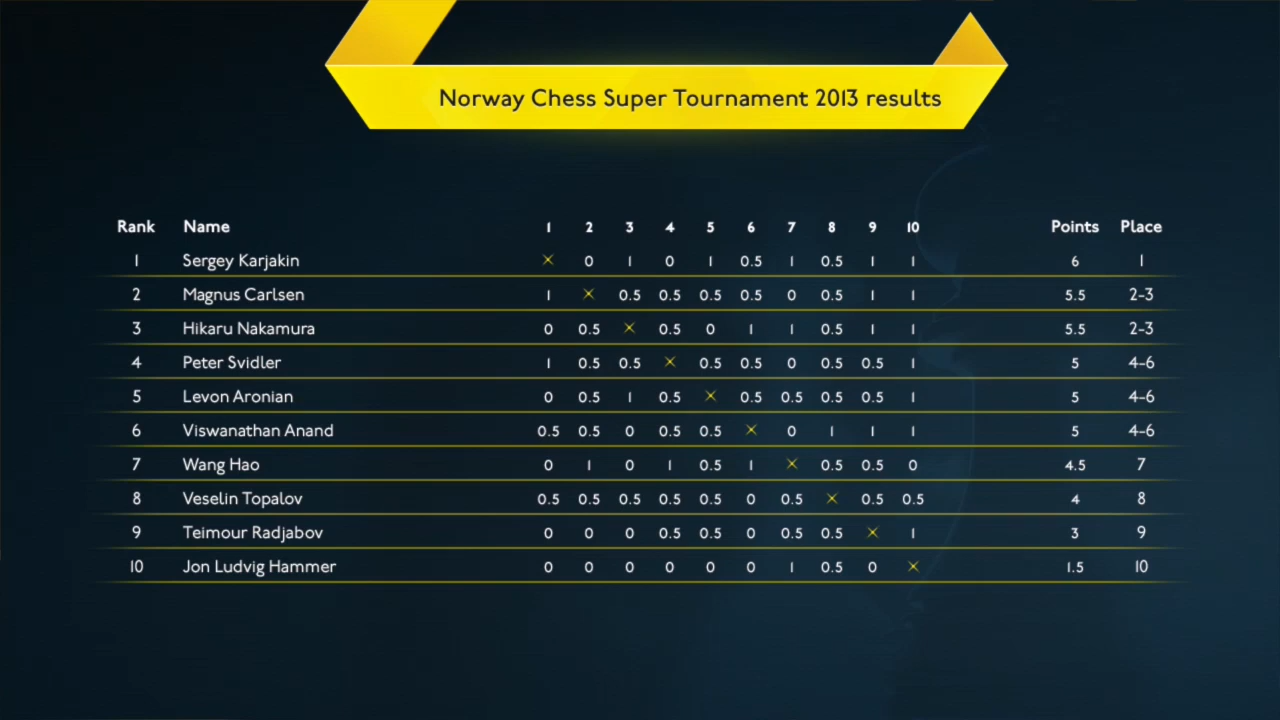 Norway Chess Super Tournament 2013 results
Rank Name 1 2 3 4 5 6 7 8 9 10 Points Place
1 Sergey Karjakin × 0 1 0 1 0.5 1 0.5 1 1 6 1
2 Magnus Carlsen 1 × 0.5 0.5 0.5 0.5 0 0.5 1 1 5.5 2-3
3 Hikaru Nakamura 0 0.5 × 0.5 0 1 1 0.5 1 1 5.5 2-3
4 Peter Svidler 1 0.5 0.5 × 0.5 0.5 0 0.5 0.5 1 5 4-6
5 Levon Aronian 0 0.5 1 0.5 × 0.5 0.5 0.5 0.5 1 5 4-6
6 Viswanathan Anand 0.5 0.5 0 0.5 0.5 × 0 1 1 1 5 4-6
7 Wang Hao 0 1 0 1 0.5 1 × 0.5 0.5 0 4.5 7
8 Veselin Topalov 0.5 0.5 0.5 0.5 0.5 0 0.5 × 0.5 0.5 4 8
9 Teimour Radjabov 0 0 0 0.5 0.5 0 0.5 0.5 × 1 3 9
10 Jon Ludvig Hammer 0 0 0 0 0 0 1 0.5 0 × 1.5 10